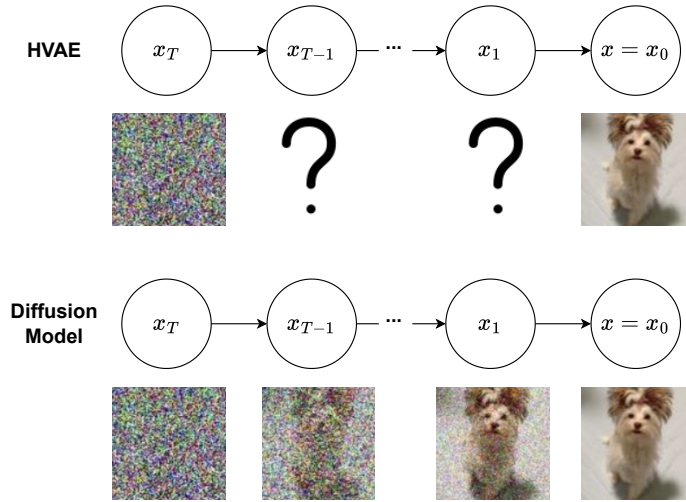 HVAE
x_T
x_{T-1}
...
x_1
x = x_0
?
?
Diffusion
Model
x_T
x_{T-1}
...
x_1
x = x_0